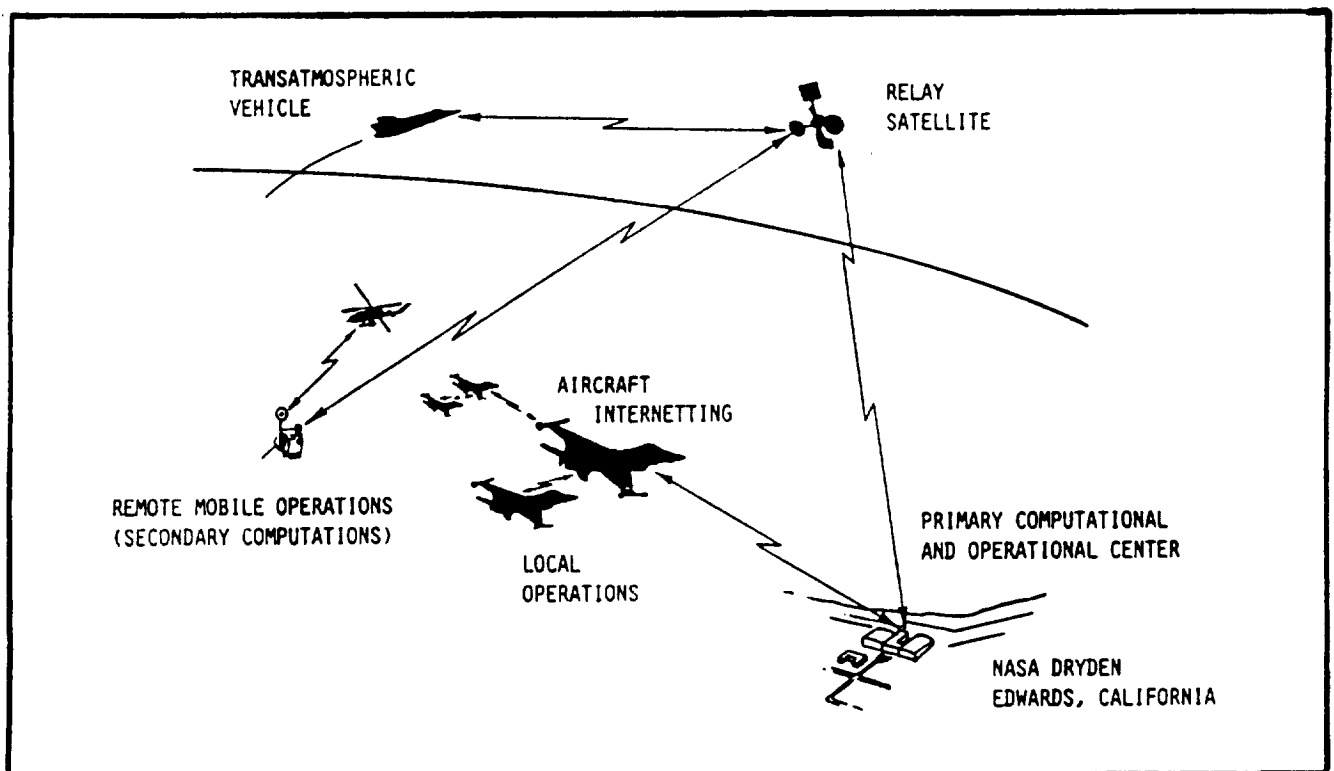 TRANSATMOSPHERIC
VEHICLE
RELAY
SATELLITE
AIRCRAFT
INTERNETTING
REMOTE MOBILE OPERATIONS
(SECONDARY COMPUTATIONS)
LOCAL
OPERATIONS
PRIMARY COMPUTATIONAL
AND OPERATIONAL CENTER
NASA DRYDEN
EDWARDS, CALIFORNIA